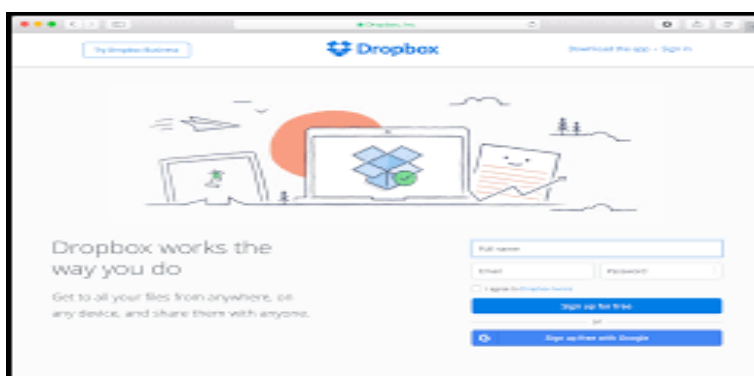 Dropbox, Inc.
Try Dropbox Business
Dropbox
Download the app
Sign in
Dropbox works the
way you do
Get to all your files from anywhere, on
any device, and share them with anyone.
Full name
Email
Password
I agree to Dropbox terms
Sign up for free
or
G
Sign up free with Google